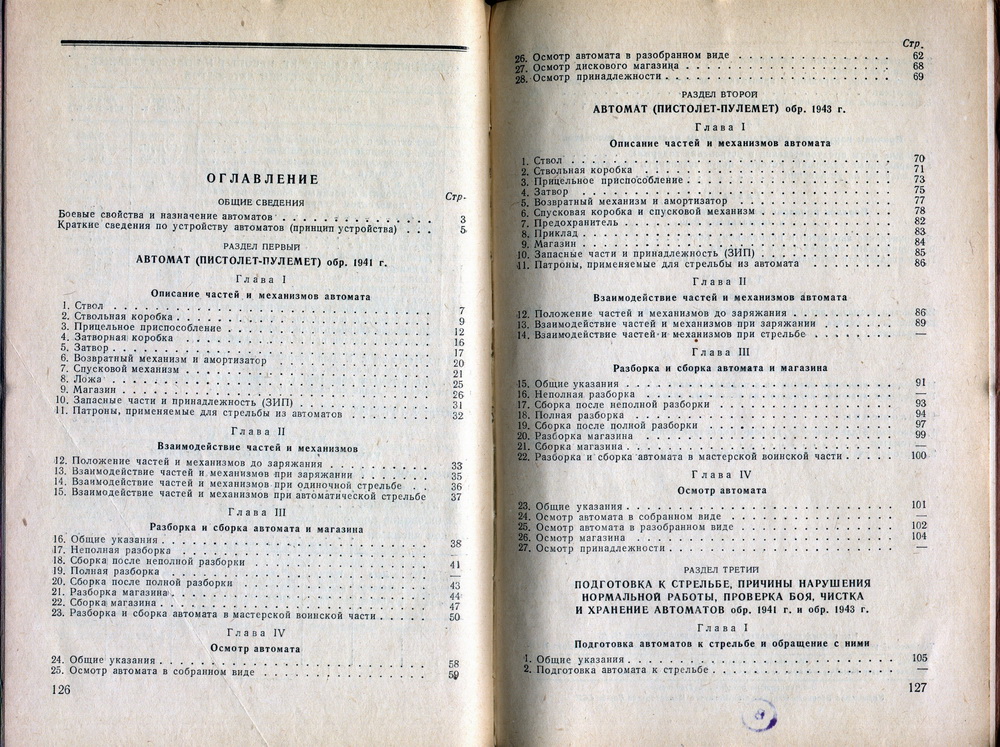 ОГЛАВЛЕНИЕ
Стр.
ОБЩИЕ СВЕДЕНИЯ
Боевые свойства и назначение автоматов . . . 3
Краткие сведения по устройству автоматов (принцип устройства) . . . 5
РАЗДЕЛ ПЕРВЫЙ
АВТОМАТ (ПИСТОЛЕТ-ПУЛЕМЕТ) обр. 1941 г.
Глава I
Описание частей и механизмов автомата
1. Ствол . . . 7
2. Ствольная коробка . . . 9
3. Прицельное приспособление . . . 12
4. Затворная коробка . . . 16
5. Затвор . . . 17
6. Возвратный механизм и амортизатор . . . 20
7. Спусковой механизм . . . 21
8. Ложа . . . 25
9. Магазин . . . 26
10. Запасные части и принадлежность (ЗИП) . . . 31
11. Патроны, применяемые для стрельбы из автоматов . . . 32
Глава II
Взаимодействие частей и механизмов
12. Положение частей и механизмов до заряжания . . . 33
13. Взаимодействие частей и механизмов при заряжании . . . 35
14. Взаимодействие частей и механизмов при одиночной стрельбе . . 36
15. Взаимодействие частей и механизмов при автоматической стрельбе 37
Глава III
Разборка и сборка автомата и магазина
16. Общие указания . . . 38
17. Неполная разборка . . .
18. Сборка после неполной разборки . . . 41
19. Полная разборка . . . —
20. Сборка после полной разборки . . . 43
21. Разборка магазина . . . 44
22. Сборка магазина . . . 47
23. Разборка и сборка автомата в мастерской воинской части . . . 50
Глава IV
Осмотр автомата
24. Общие указания . . . 58
25. Осмотр автомата в собранном виде . . . 59
126
Стр.
26. Осмотр автомата в разобранном виде . . . 62
27. Осмотр дискового магазина . . . 68
28. Осмотр принадлежности . . . 69
РАЗДЕЛ ВТОРОЙ
АВТОМАТ (ПИСТОЛЕТ-ПУЛЕМЕТ) обр. 1943 г.
Глава I
Описание частей и механизмов автомата
1. Ствол . . . 70
2. Ствольная коробка . . . 71
3. Прицельное приспособление . . . 73
4. Затвор . . . 75
5. Возвратный механизм и амортизатор . . . 77
6. Спусковая коробка и спусковой механизм . . . 78
7. Предохранитель . . . 82
8. Приклад . . . 83
9. Магазин . . . 84
10. Запасные части и принадлежность (ЗИП) . . . 85
11. Патроны, применяемые для стрельбы из автомата . . . 86
Глава II
Взаимодействие частей и механизмов автомата
12. Положение частей и механизмов до заряжания . . . 86
13. Взаимодействие частей и механизмов при заряжании . . . 89
14. Взаимодействие частей и механизмов при стрельбе . . . —
Глава III
Разборка и сборка автомата и магазина
15. Общие указания . . . 91
16. Неполная разборка . . . —
17. Сборка после неполной разборки . . . 93
18. Полная разборка . . . 94
19. Сборка после полной разборки . . . 97
20. Разборка магазина . . . 99
21. Сборка магазина . . . —
22. Разборка и сборка автомата в мастерской воинской части . . . 100
Глава IV
Осмотр автомата
23. Общие указания . . . 101
24. Осмотр автомата в собранном виде . . . —
25. Осмотр автомата в разобранном виде . . . 102
26. Осмотр магазина . . . 104
27. Осмотр принадлежности . . . —
РАЗДЕЛ ТРЕТИЙ
ПОДГОТОВКА К СТРЕЛЬБЕ, ПРИЧИНЫ НАРУШЕНИЯ
НОРМАЛЬНОЙ РАБОТЫ, ПРОВЕРКА БОЯ, ЧИСТКА
И ХРАНЕНИЕ АВТОМАТОВ обр. 1941 г. и обр. 1943 г.
Глава I
Подготовка автоматов к стрельбе и обращение с ними
1. Общие указания . . . 105
2. Подготовка автомата к стрельбе . . . —
127